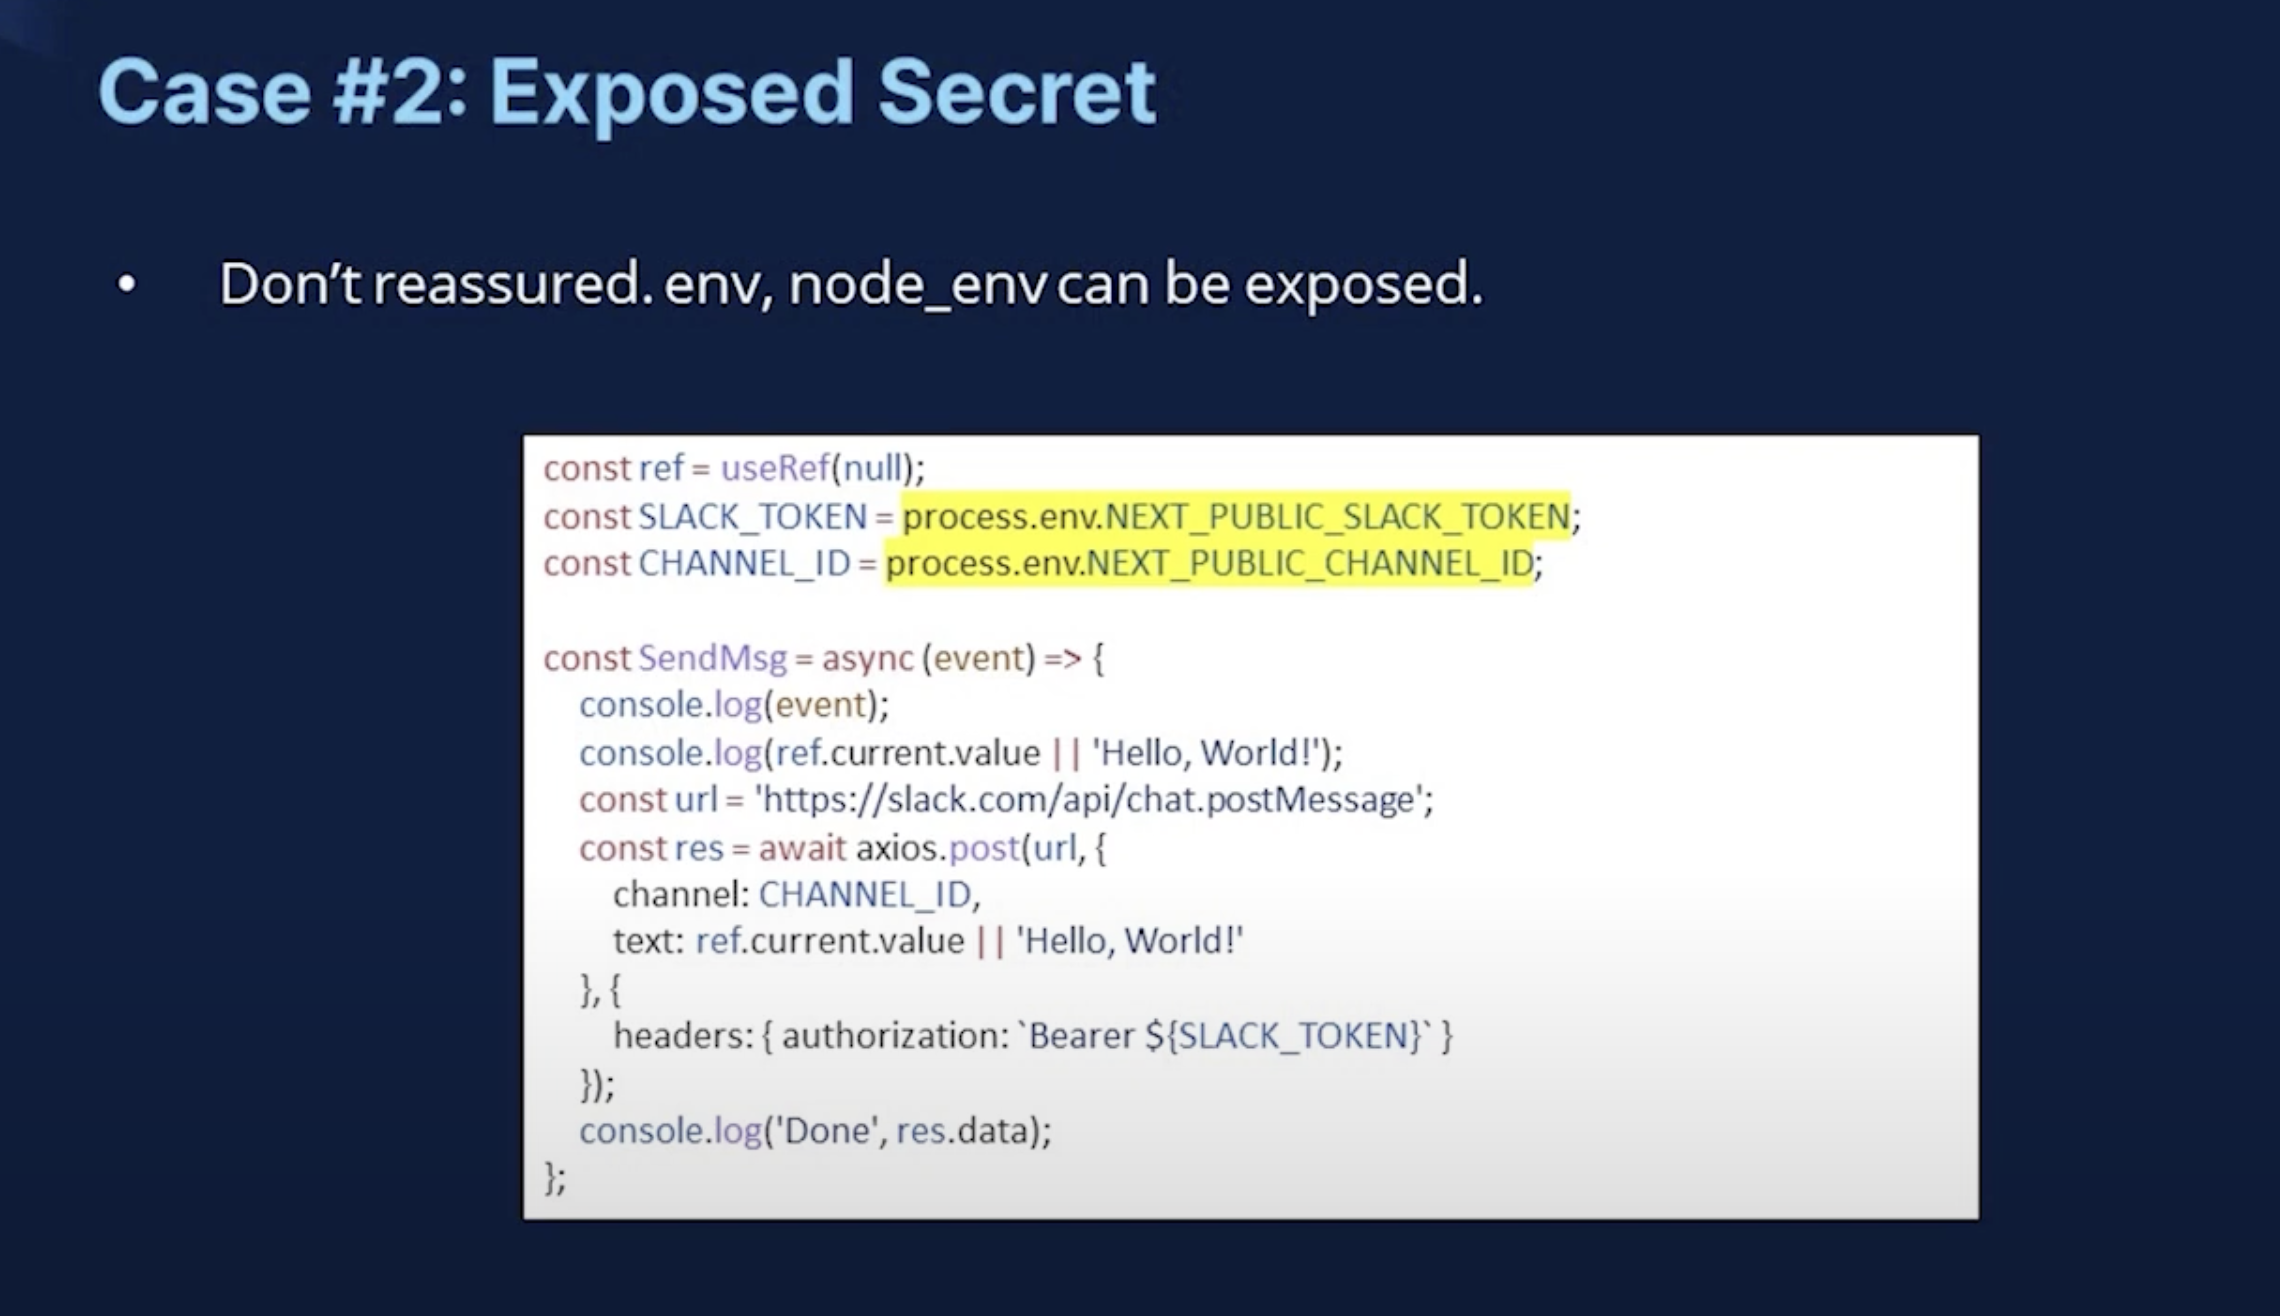 Case #2: Exposed Secret
• Don't reassured. env, node_env can be exposed.
const ref = useRef(null);
const SLACK_TOKEN = process.env.NEXT_PUBLIC_SLACK_TOKEN;
const CHANNEL_ID = process.env.NEXT_PUBLIC_CHANNEL_ID;
const SendMsg = async (event) => {
console.log(event);
console.log(ref.current.value || 'Hello, World!');
const url = 'https://slack.com/api/chat.postMessage';
const res = await axios.post(url, {
channel: CHANNEL_ID,
text: ref.current.value || 'Hello, World!'
}, {
headers: { authorization: `Bearer ${SLACK_TOKEN}` }
});
console.log('Done', res.data);
};